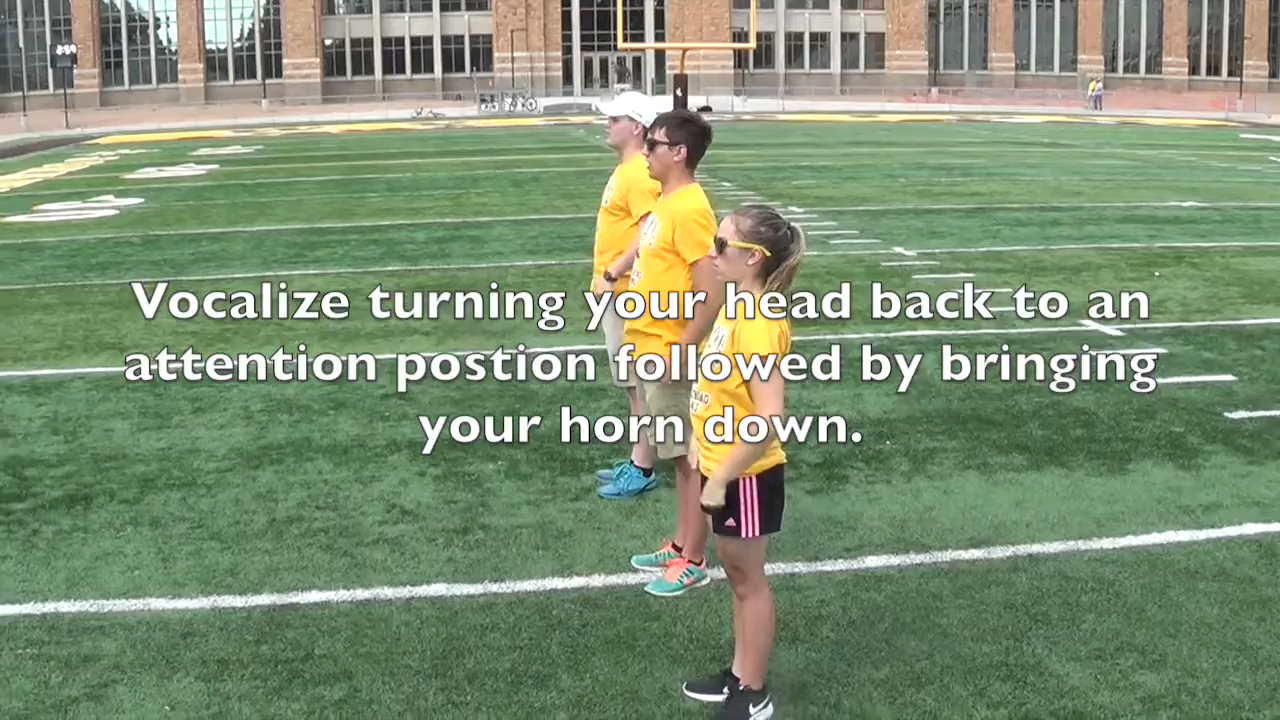 Vocalize turning your head back to an
attention postion followed by bringing
your horn down.